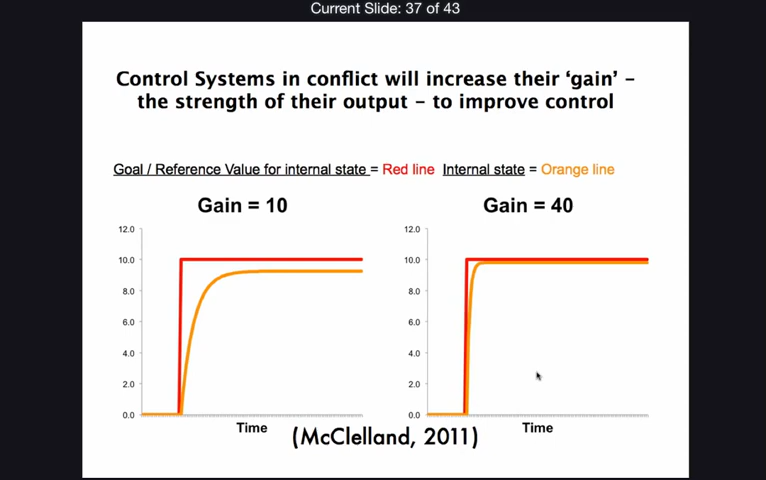 Current Slide: 37 of 43
Control Systems in conflict will increase their ‘gain’ –
the strength of their output – to improve control
Goal / Reference Value for internal state = Red line Internal state = Orange line
Gain = 10
12.0
10.0
8.0
6.0
4.0
2.0
0.0
Time
Gain = 40
12.0
10.0
8.0
6.0
4.0
2.0
0.0
Time
(McClelland, 2011)